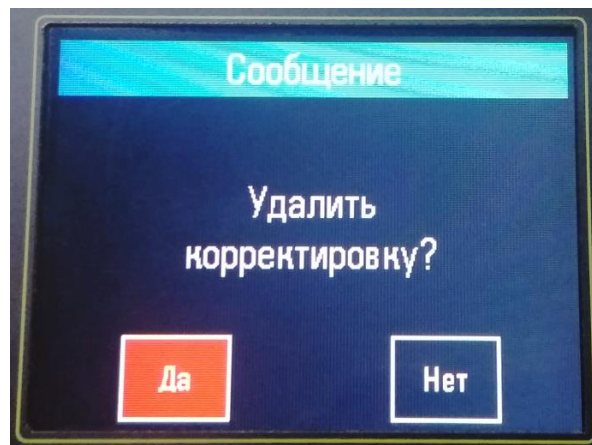 Сообщение
Удалить
корректировку?
Да
Нет